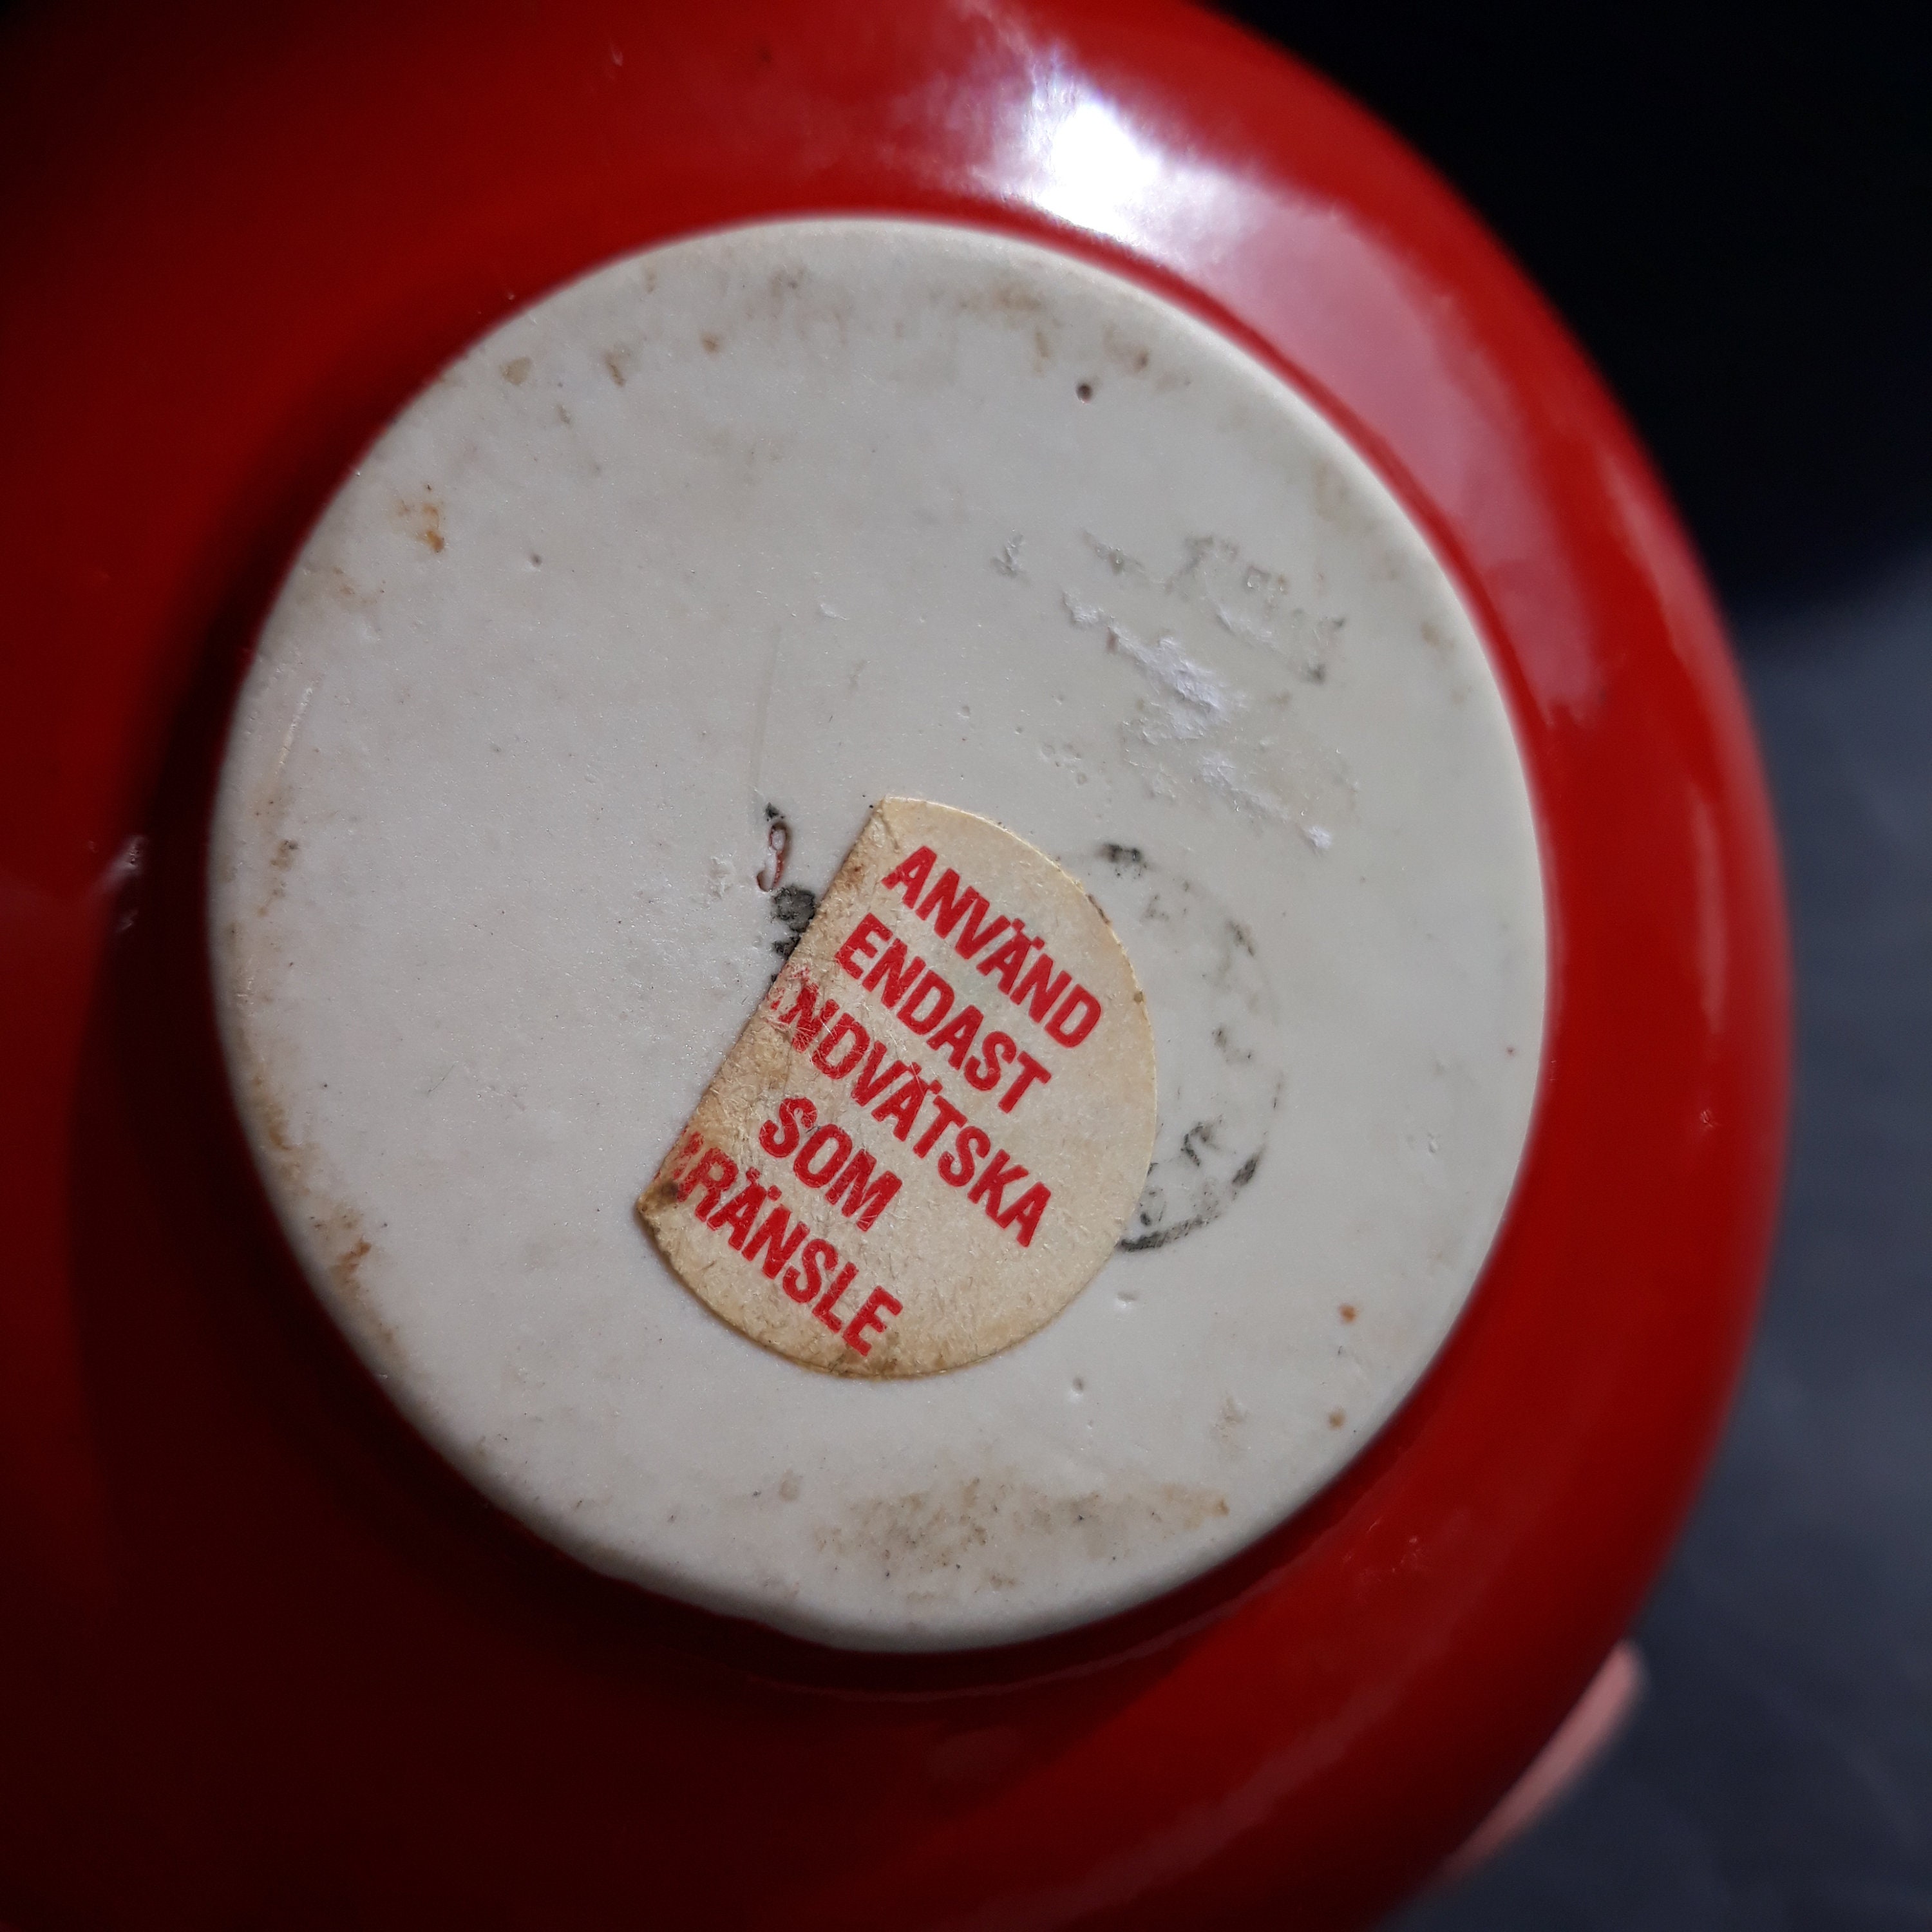 ANVÄND
ENDAST
NDVÄTSKA
SOM
RÄNSLE